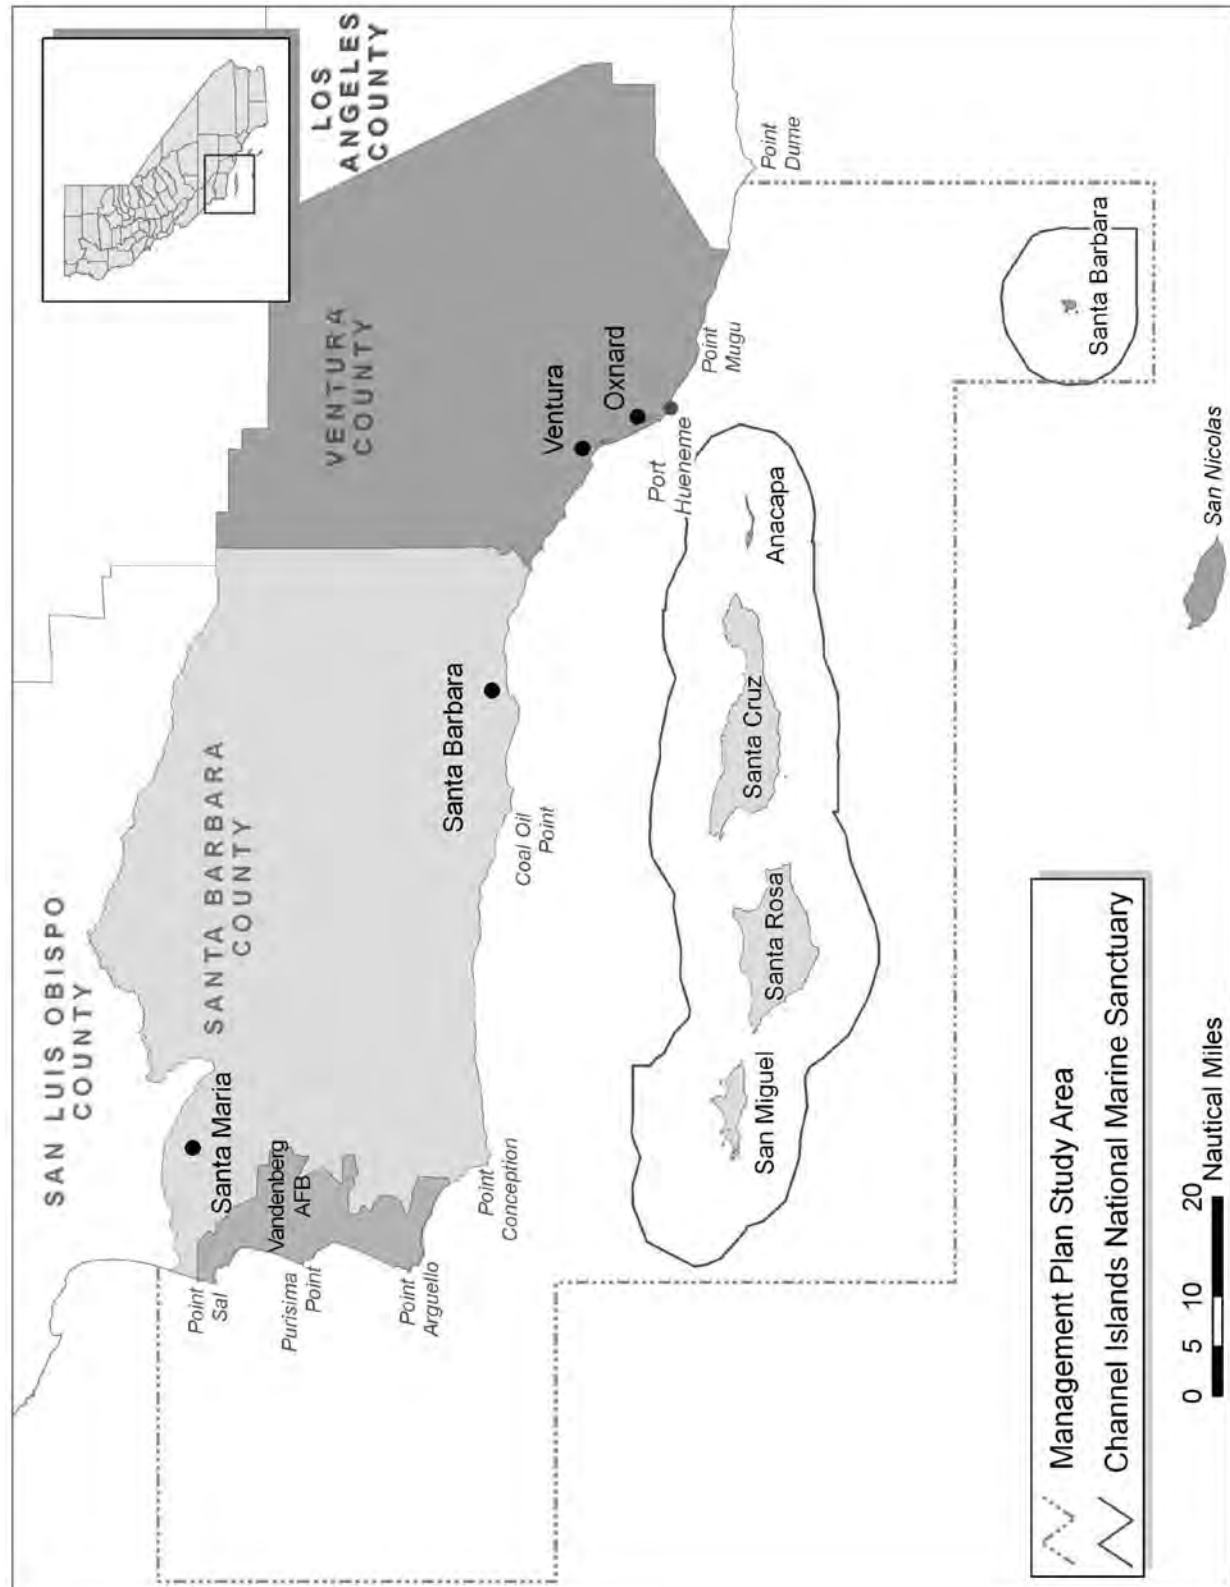 SAN LUIS OBISPO
COUNTY
LOS
ANGELES
COUNTY
Santa Maria
Vandenberg
AFB
SANTA BARBARA
COUNTY
VENTURA
COUNTY
Point
Sal
Purisima
Point
Point
Arguello
Point
Conception
Santa Barbara
Coal Oil
Point
Ventura
Oxnard
Port
Hueneme
Point
Mugu
Point
Dume
San Miguel
Santa Rosa
Santa Cruz
Anacapa
Santa Barbara
San Nicolas
Management Plan Study Area
Channel Islands National Marine Sanctuary
0 5 10 20 Nautical Miles